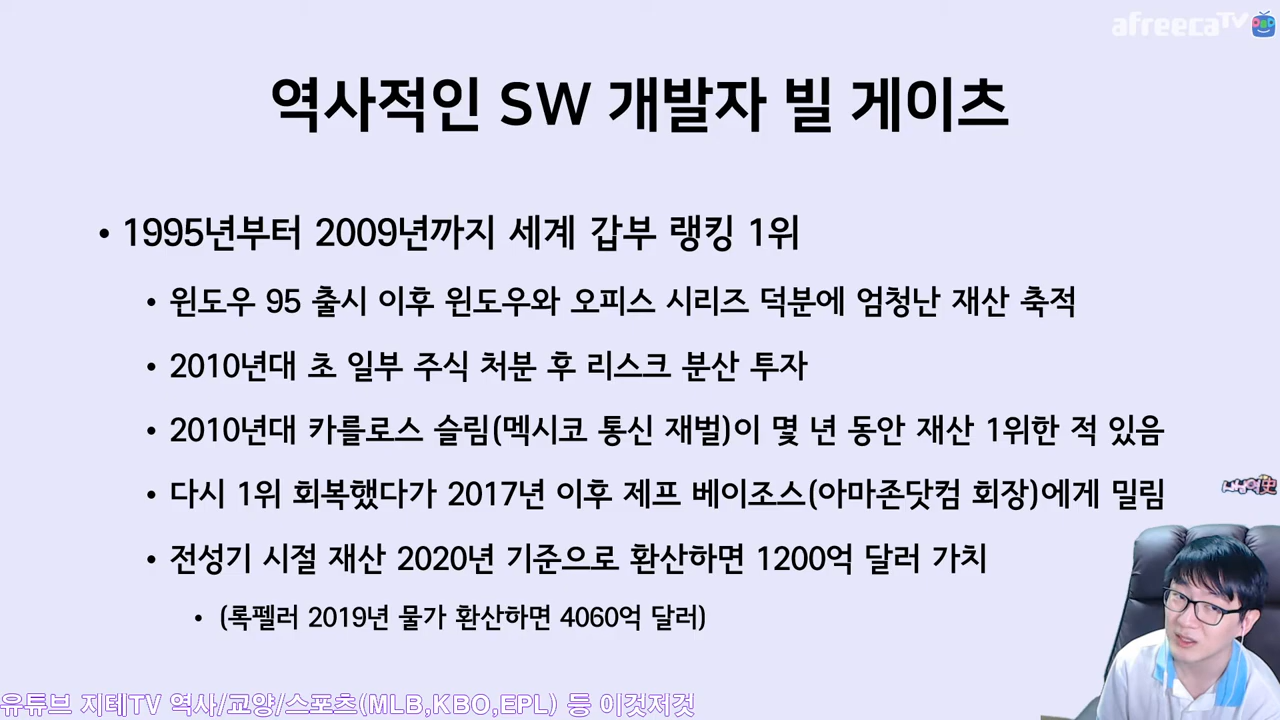 afreecaTV
역사적인 SW 개발자 빌 게이츠
• 1995년부터 2009년까지 세계 갑부 랭킹 1위
• 윈도우 95 출시 이후 윈도우와 오피스 시리즈 덕분에 엄청난 재산 축적
• 2010년대 초 일부 주식 처분 후 리스크 분산 투자
• 2010년대 카를로스 슬림(멕시코 통신 재벌)이 몇 년 동안 재산 1위한 적 있음
• 다시 1위 회복했다가 2017년 이후 제프 베이조스(아마존닷컴 회장)에게 밀림
• 전성기 시절 재산 2020년 기준으로 환산하면 1200억 달러 가치
• (록펠러 2019년 물가 환산하면 4060억 달러)
유튜브 지테TV 역사/교양/스포츠(MLB,KBO,EPL) 등 이것저것